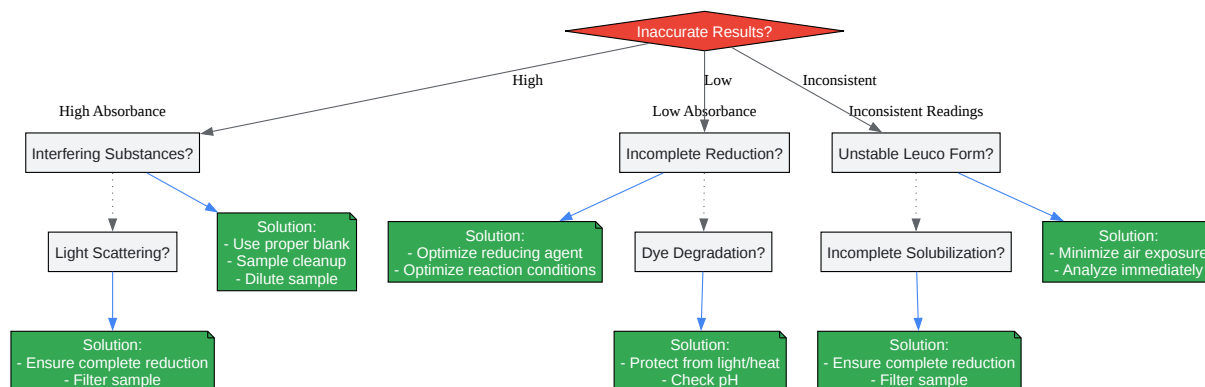 Inaccurate Results?
High
Low
Inconsistent
High Absorbance
Low Absorbance
Inconsistent Readings
Interfering Substances?
Incomplete Reduction?
Unstable Leuco Form?
Solution:
- Use proper blank
- Sample cleanup
- Dilute sample
Solution:
- Optimize reducing agent
- Optimize reaction conditions
Solution:
- Minimize air exposure
- Analyze immediately
Light Scattering?
Dye Degradation?
Incomplete Solubilization?
Solution:
- Ensure complete reduction
- Filter sample
Solution:
- Protect from light/heat
- Check pH
Solution:
- Ensure complete reduction
- Filter sample